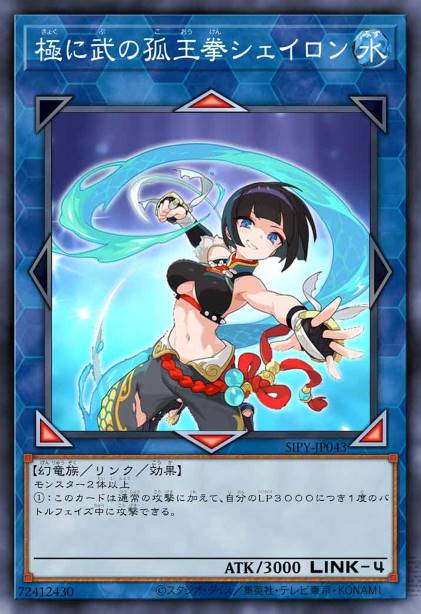 極に武の孤王拳シェイロン 水
SIPY-JP043
【幻竜族／リンク／効果】
モンスター2体以上
①：このカードは通常の攻撃に加えて、自分のLP3000につき1度のバ
トルフェイズ中に攻撃できる。
ATK/3000 LINK-4
72412430 ©スタジオ・ダイス／集英社・テレビ東京・KONAMI